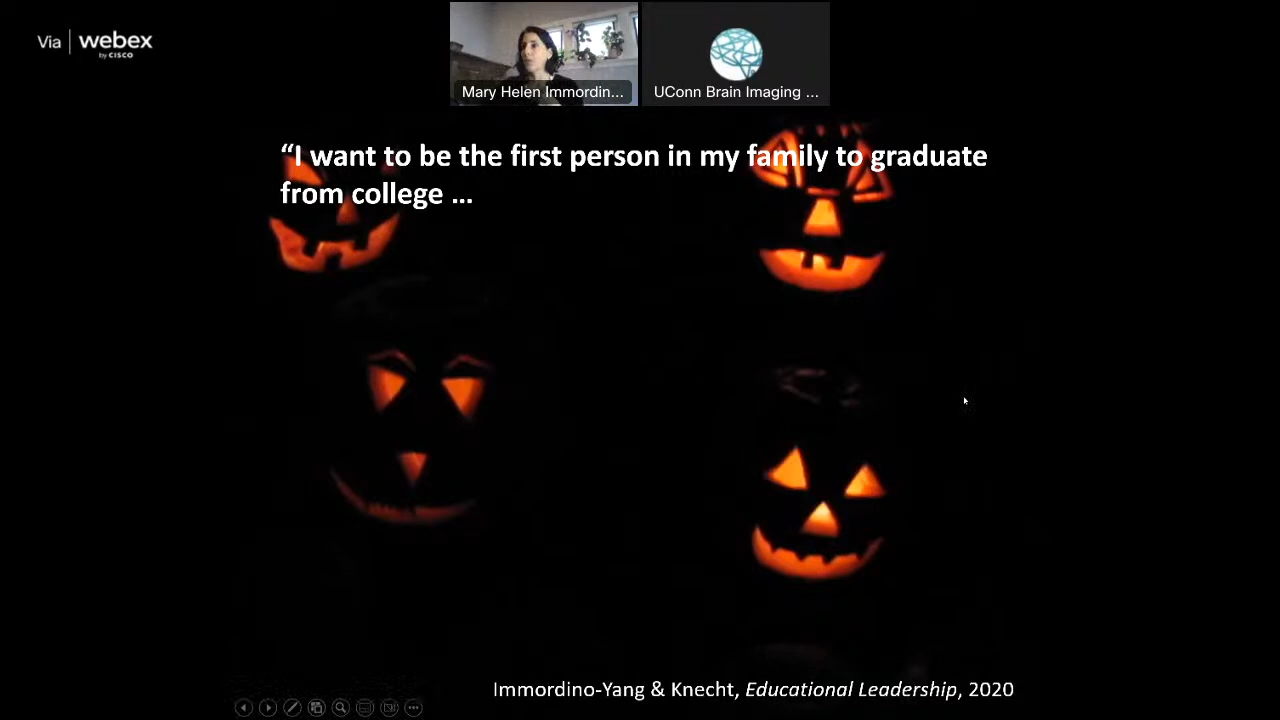 Via webex
by CISCO
Mary Helen Immordin...
UConn Brain Imaging ...
“I want to be the first person in my family to graduate
from college …
Immordino-Yang & Knecht, Educational Leadership, 2020